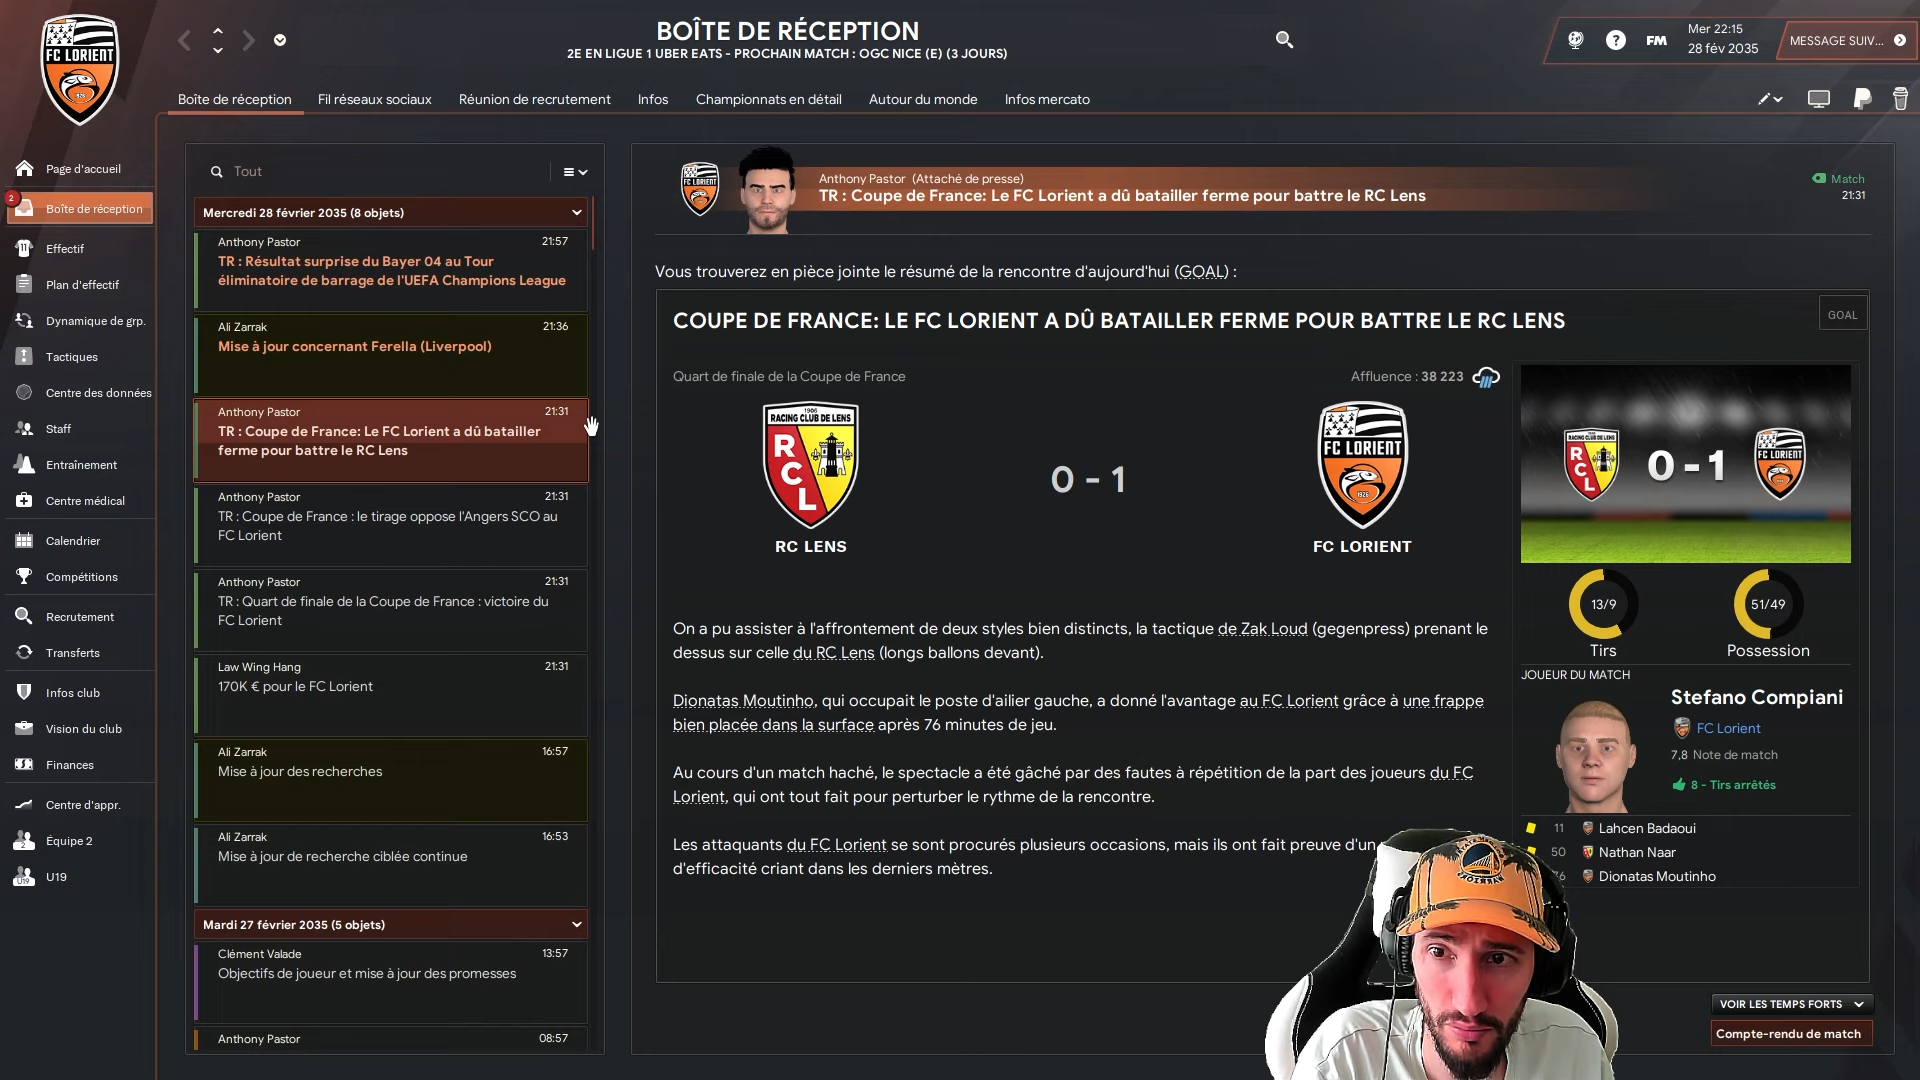 FC LORIENT
BOÎTE DE RÉCEPTION
2E EN LIGUE 1 UBER EATS - PROCHAIN MATCH : OGC NICE (E) (3 JOURS)
FM
Mer 22:15
28 fév 2035
MESSAGE SUIV...
Boîte de réception
Fil réseaux sociaux
Réunion de recrutement
Infos
Championnats en détail
Autour du monde
Infos mercato
Page d'accueil
2
Boîte de réception
Effectif
Plan d'effectif
Dynamique de grp.
Tactiques
Centre des données
Staff
Entraînement
Centre médical
Calendrier
Compétitions
Recrutement
Transferts
Infos club
Vision du club
Finances
Centre d'appr.
Équipe 2
U19
Tout
Mercredi 28 février 2035 (8 objets)
Anthony Pastor 21:57
TR : Résultat surprise du Bayer 04 au Tour
éliminatoire de barrage de l'UEFA Champions League
Ali Zarrak 21:36
Mise à jour concernant Ferella (Liverpool)
Anthony Pastor 21:31
TR : Coupe de France: Le FC Lorient a dû batailler
ferme pour battre le RC Lens
Anthony Pastor 21:31
TR : Coupe de France : le tirage oppose l'Angers SCO au
FC Lorient
Anthony Pastor 21:31
TR : Quart de finale de la Coupe de France : victoire du
FC Lorient
Law Wing Hang 21:31
170K € pour le FC Lorient
Ali Zarrak 16:57
Mise à jour des recherches
Ali Zarrak 16:53
Mise à jour de recherche ciblée continue
Mardi 27 février 2035 (5 objets)
Clément Valade 13:57
Objectifs de joueur et mise à jour des promesses
Anthony Pastor 08:57
Anthony Pastor (Attaché de presse)
TR : Coupe de France: Le FC Lorient a dû batailler ferme pour battre le RC Lens
Match
21:31
Vous trouverez en pièce jointe le résumé de la rencontre d'aujourd'hui (GOAL) :
COUPE DE FRANCE: LE FC LORIENT A DÛ BATAILLER FERME POUR BATTRE LE RC LENS
GOAL
Quart de finale de la Coupe de France
Affluence : 38 223
1906
RACING CLUB DE LENS
RCL
RC LENS
0 - 1
FC LORIENT
1926
FC LORIENT
0 - 1
13/9
Tirs
51/49
Possession
On a pu assister à l'affrontement de deux styles bien distincts, la tactique de Zak Loud (gegenpress) prenant le
dessus sur celle du RC Lens (longs ballons devant).
Dionatas Moutinho, qui occupait le poste d'ailier gauche, a donné l'avantage au FC Lorient grâce à une frappe
bien placée dans la surface après 76 minutes de jeu.
Au cours d'un match haché, le spectacle a été gâché par des fautes à répétition de la part des joueurs du FC
Lorient, qui ont tout fait pour perturber le rythme de la rencontre.
Les attaquants du FC Lorient se sont procurés plusieurs occasions, mais ils ont fait preuve d'un
d'efficacité criant dans les derniers mètres.
JOUEUR DU MATCH
Stefano Compiani
FC Lorient
7,8 Note de match
8 - Tirs arrêtés
11 Lahcen Badaoui
50 Nathan Naar
Dionatas Moutinho
VOIR LES TEMPS FORTS
Compte-rendu de match